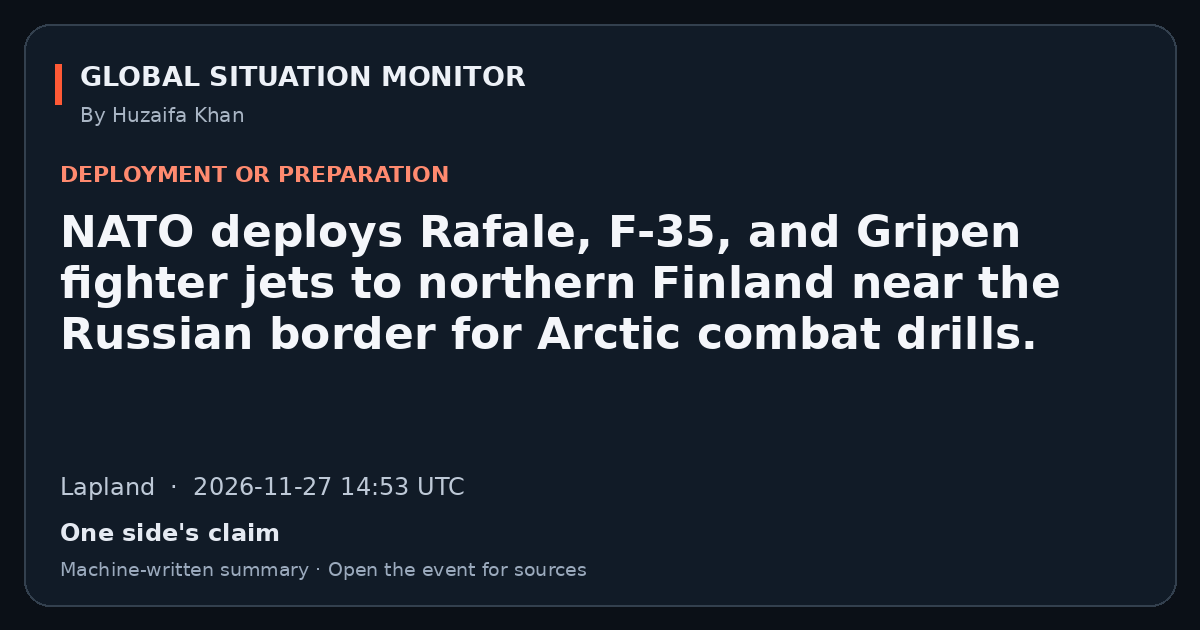 GLOBAL SITUATION MONITOR
By Huzaifa Khan
DEPLOYMENT OR PREPARATION
NATO deploys Rafale, F-35, and Gripen
fighter jets to northern Finland near the
Russian border for Arctic combat drills.
Lapland · 2026-11-27 14:53 UTC
One side's claim
Machine-written summary · Open the event for sources